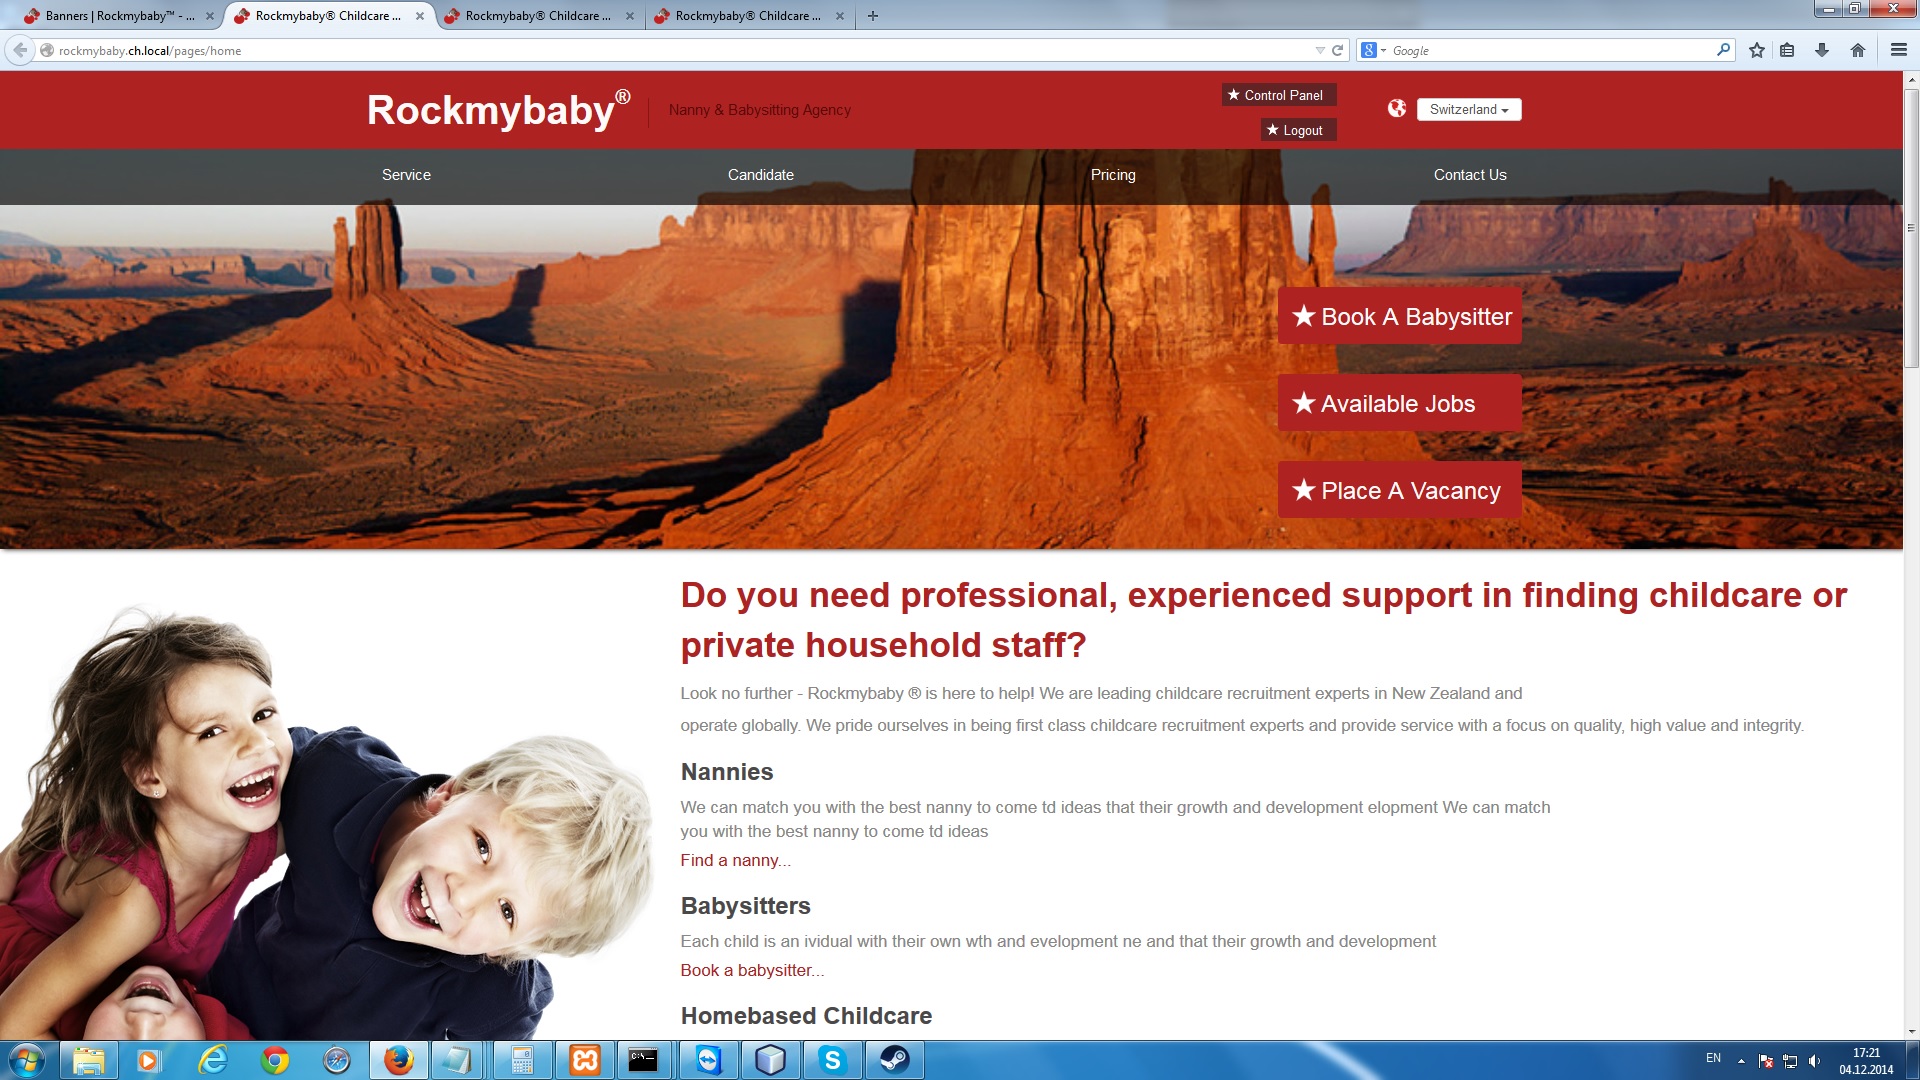 Banners | Rockmybaby™ - ...
Rockmybaby® Childcare ...
Rockmybaby® Childcare ...
Rockmybaby® Childcare ...
rockmybaby.ch.local/pages/home
Google
Rockmybaby®
Nanny & Babysitting Agency
Control Panel
Logout
Switzerland
Service
Candidate
Pricing
Contact Us
Book A Babysitter
Available Jobs
Place A Vacancy
Do you need professional, experienced support in finding childcare or
private household staff?
Look no further - Rockmybaby ® is here to help! We are leading childcare recruitment experts in New Zealand and
operate globally. We pride ourselves in being first class childcare recruitment experts and provide service with a focus on quality, high value and integrity.
Nannies
We can match you with the best nanny to come td ideas that their growth and development elopment We can match
you with the best nanny to come td ideas
Find a nanny...
Babysitters
Each child is an ividual with their own wth and evelopment ne and that their growth and development
Book a babysitter...
Homebased Childcare
EN
17:21
04.12.2014